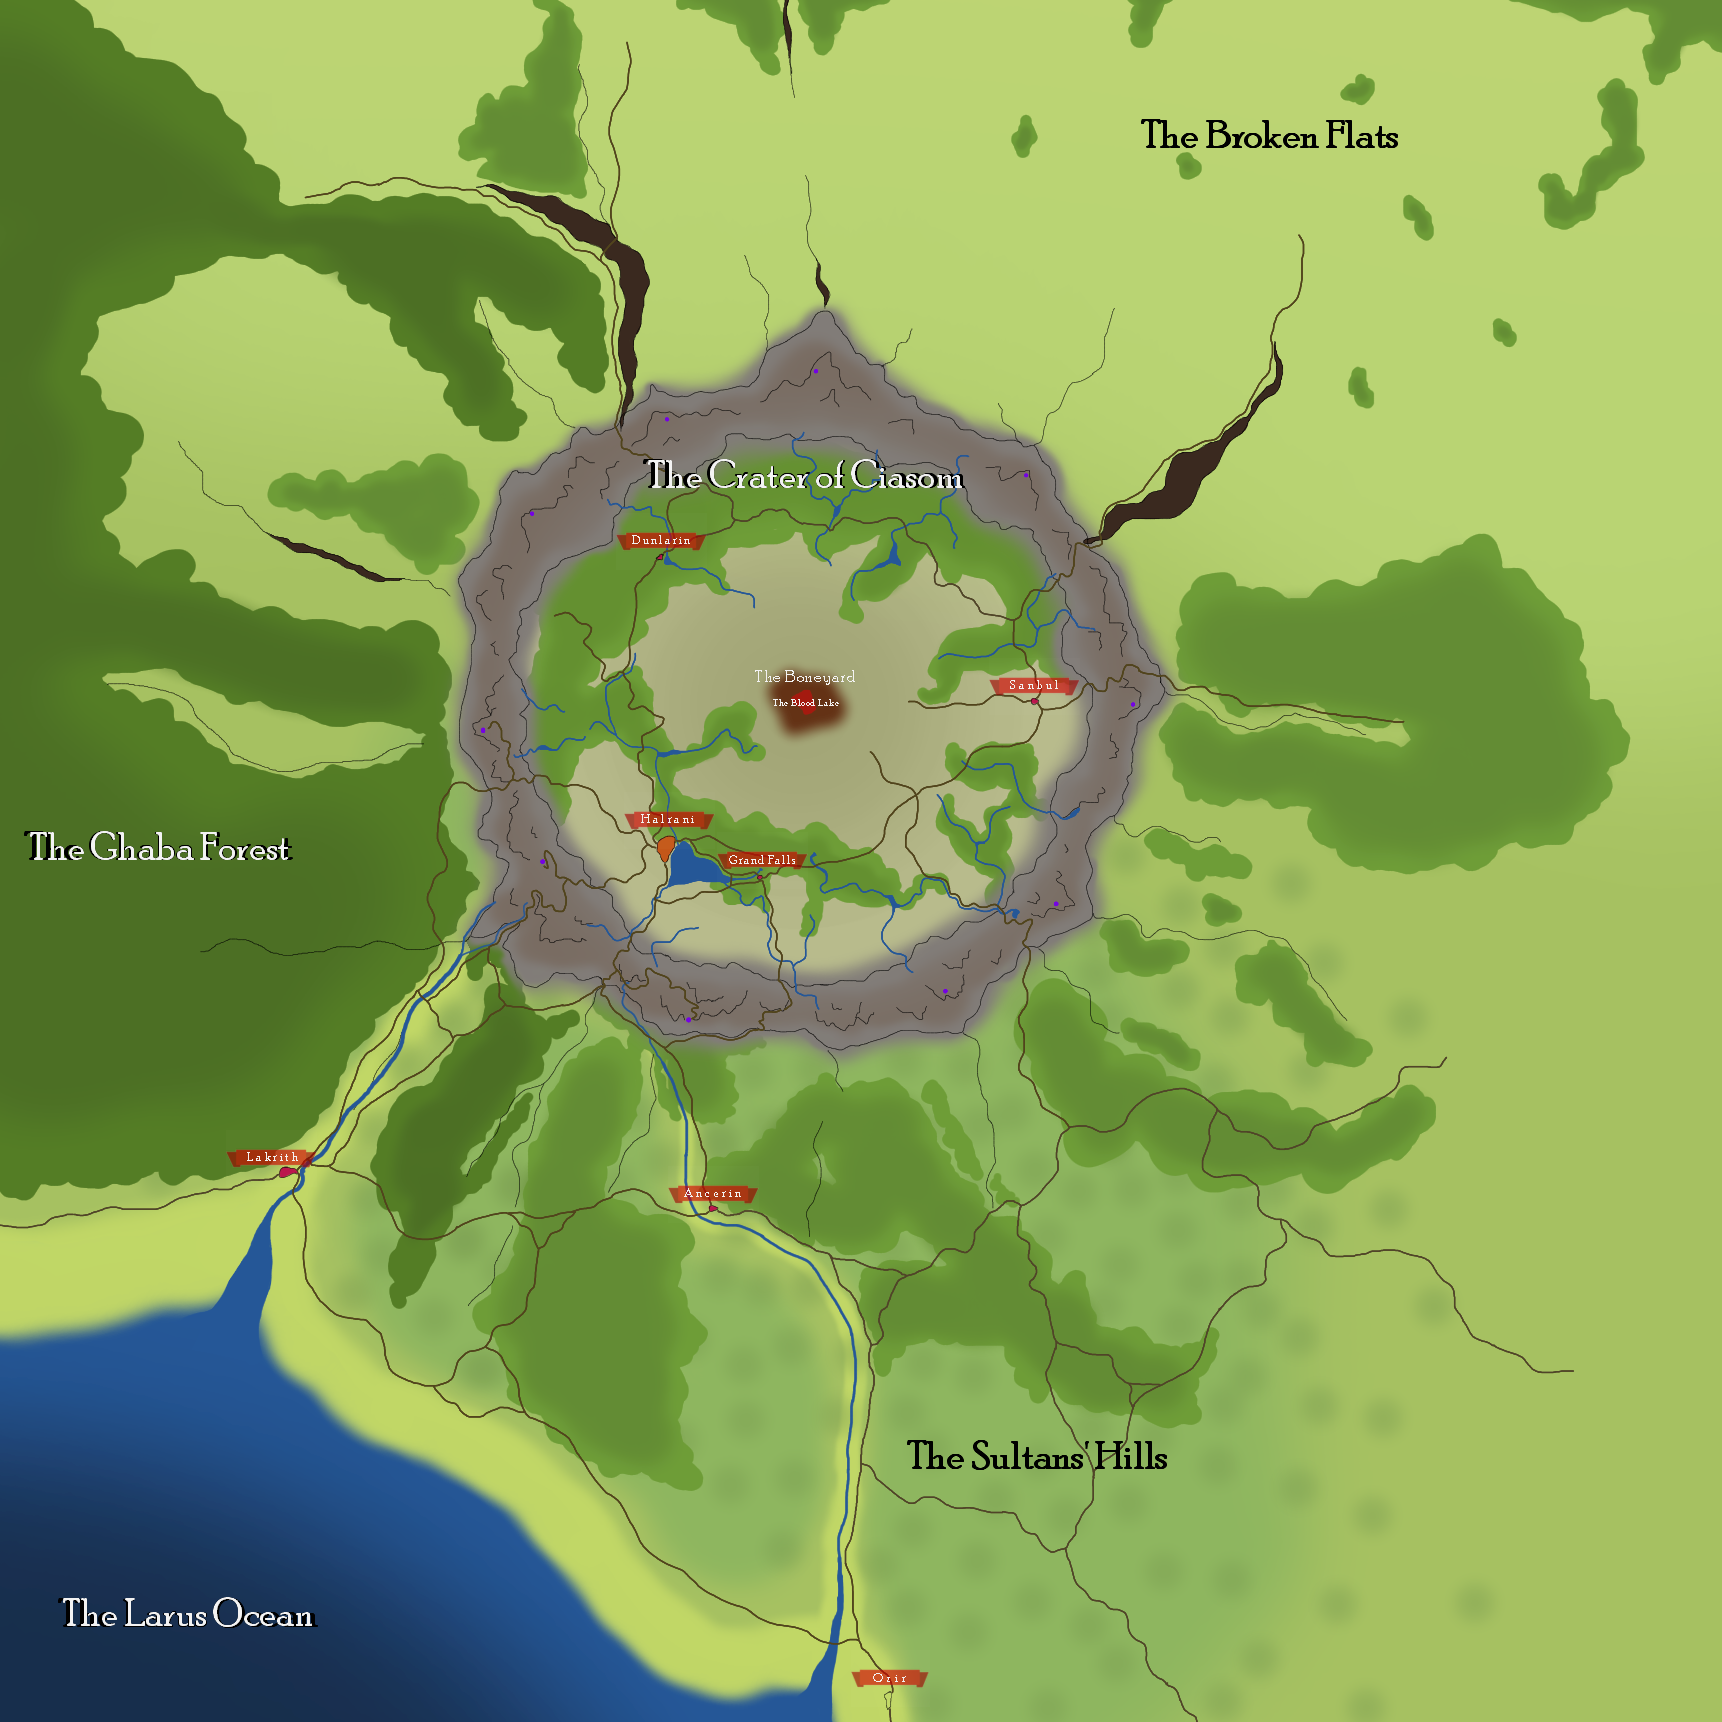 The Broken Flats
The Crater of Ciasom
Dunlarin
The Boneyard
Sanbul
The Blood Lake
Halrani
The Ghaba Forest
Grand Falls
Lakrith
Ancerin
The Sultans' Hills
The Larus Ocean
Orir